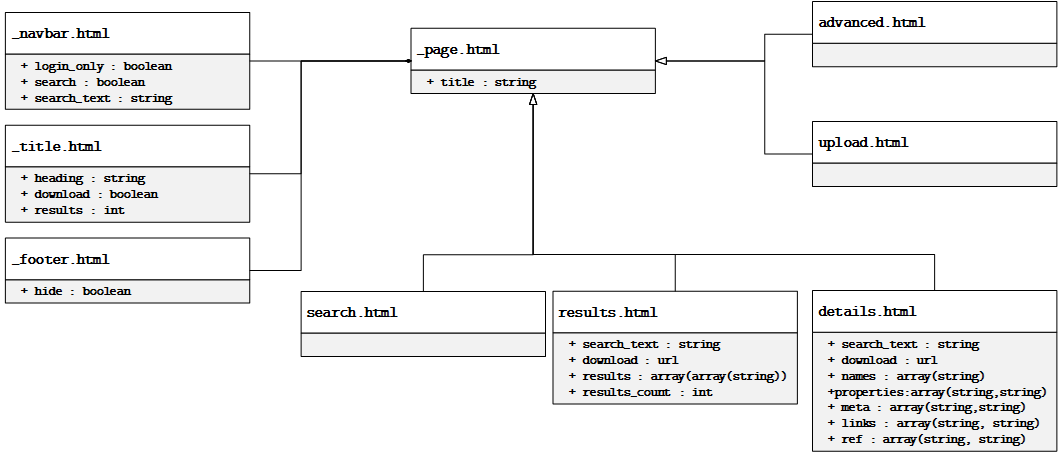 _navbar.html
+ login_only : boolean
+ search : boolean
+ search_text : string
_title.html
+ heading : string
+ download : boolean
+ results : int
_footer.html
+ hide : boolean
_page.html
+ title : string
advanced.html
upload.html
search.html
results.html
+ search_text : string
+ download : url
+ results : array(array(string))
+ results_count : int
details.html
+ search_text : string
+ download : url
+ names : array(string)
+properties:array(string,string)
+ meta : array(string,string)
+ links : array(string, string)
+ ref : array(string, string)